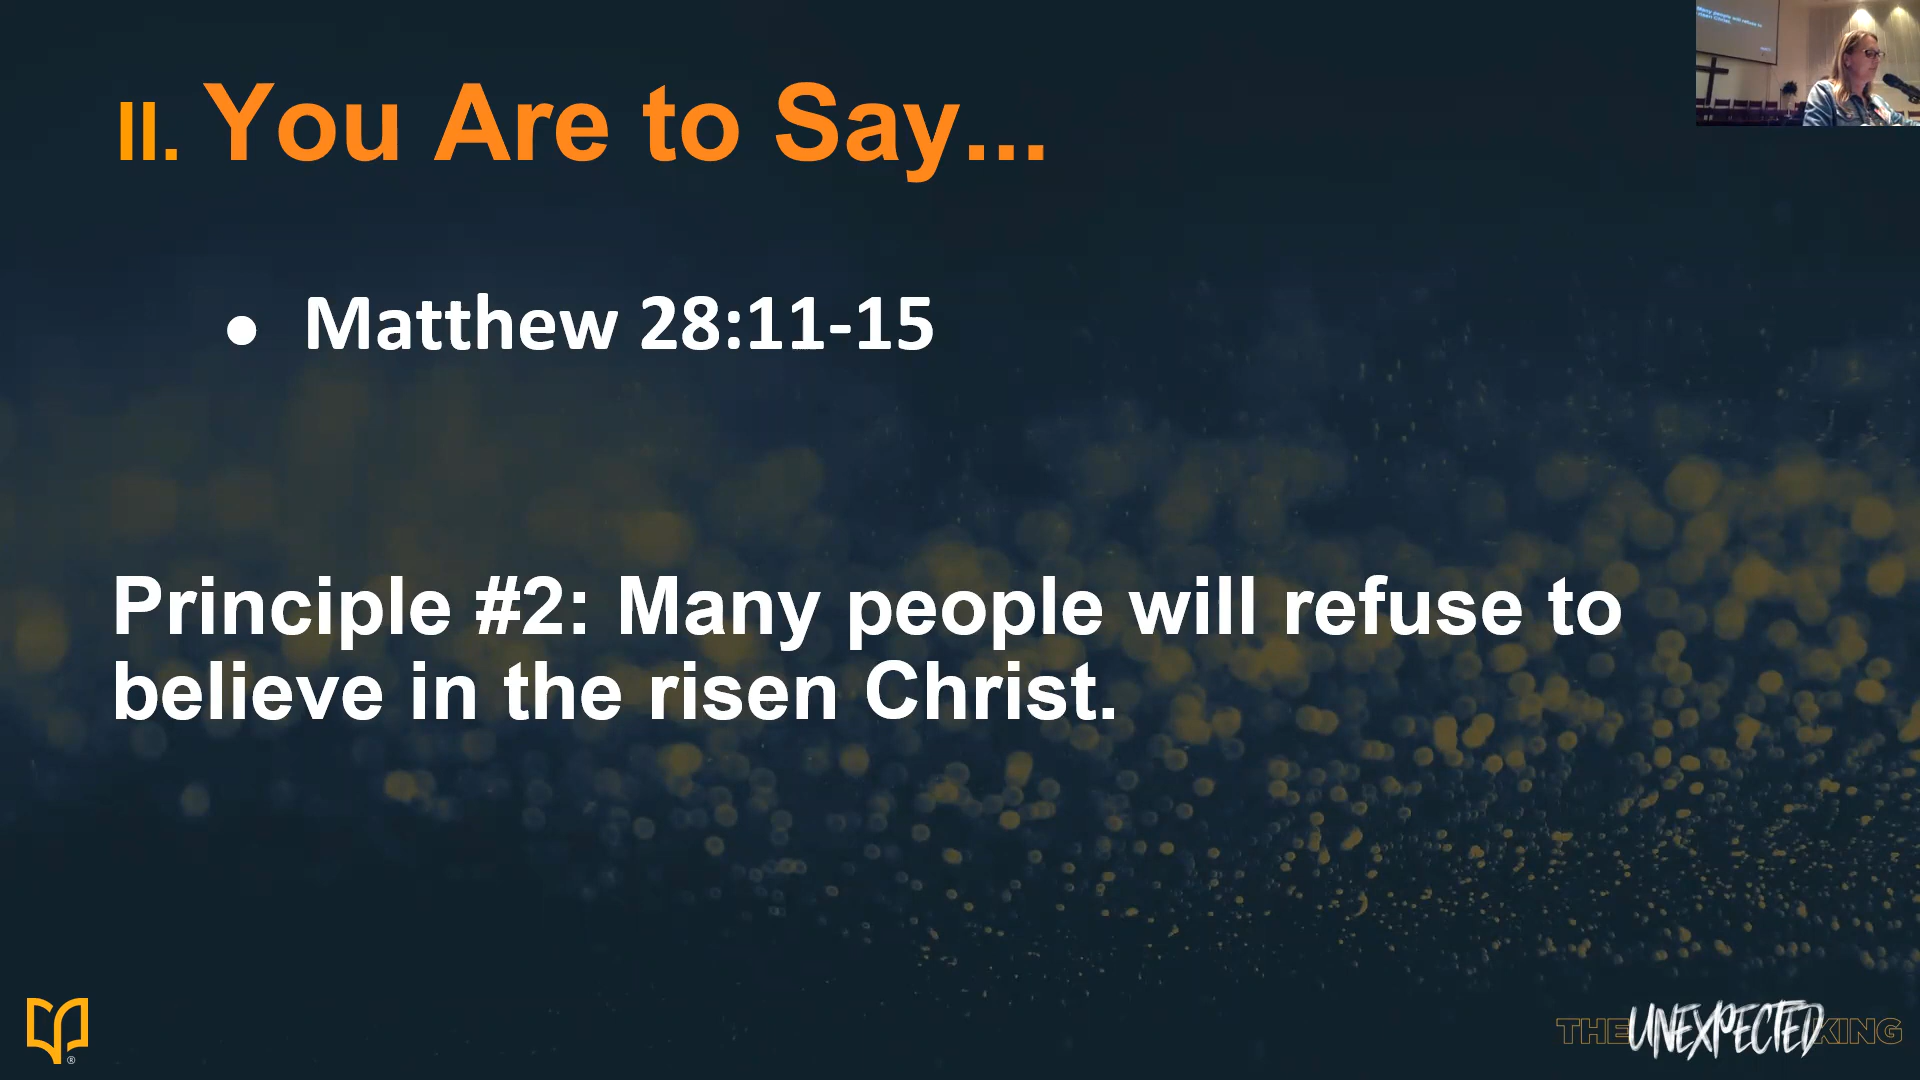 II. You Are to Say...
● Matthew 28:11-15
Principle #2: Many people will refuse to
believe in the risen Christ.
®
THE UNEXPECTED KING